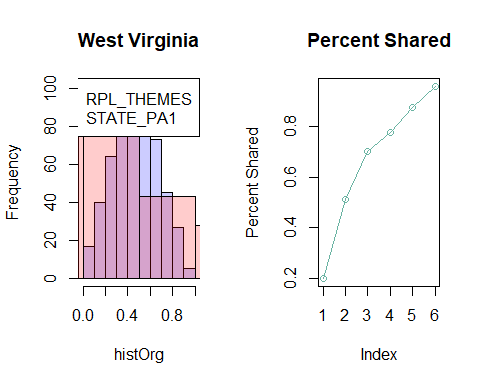 West Virginia
RPL_THEMES
STATE_PA1
Frequency
0 20 40 60 80 100
0.0 0.4 0.8
histOrg
Percent Shared
Percent Shared
0.2 0.4 0.6 0.8
1 2 3 4 5 6
Index